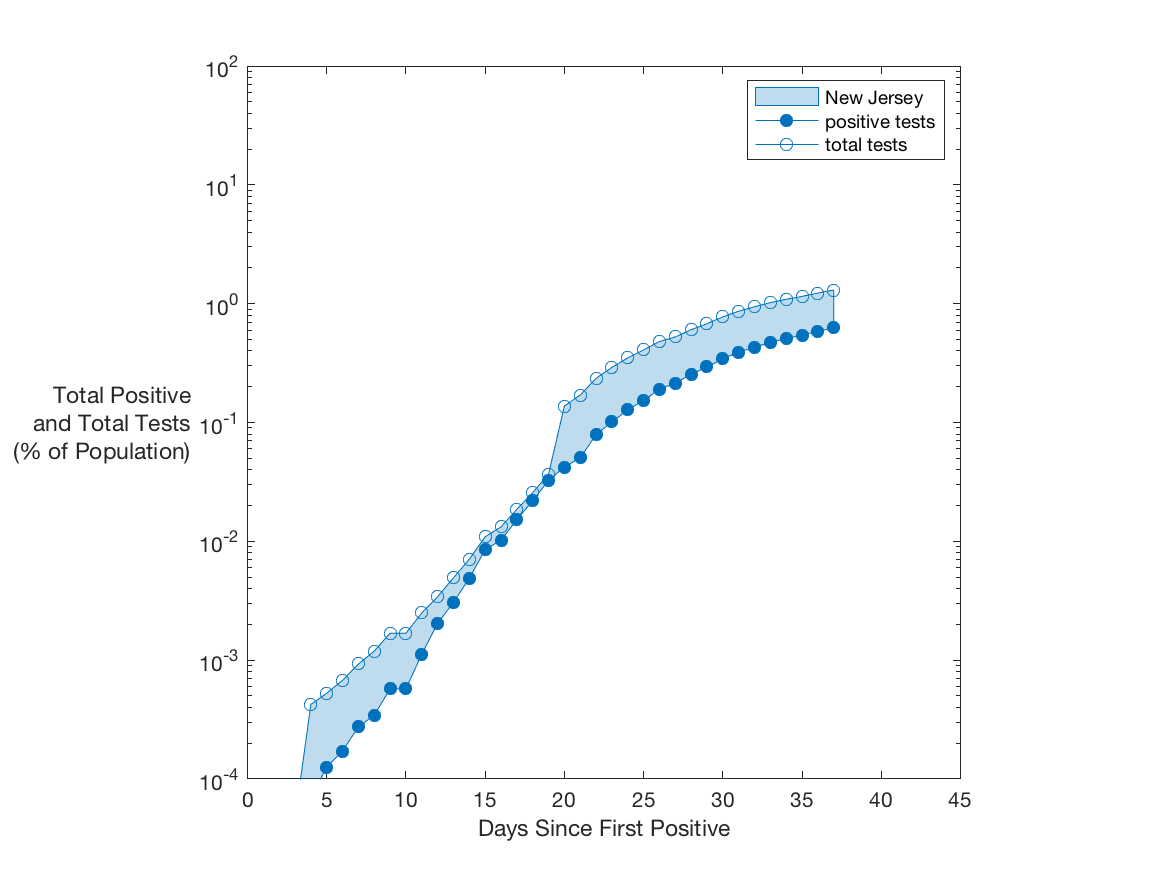 10^2
10^1
10^0
10^-1
10^-2
10^-3
10^-4
Total Positive
and Total Tests
(% of Population)
New Jersey
positive tests
total tests
0 5 10 15 20 25 30 35 40 45
Days Since First Positive